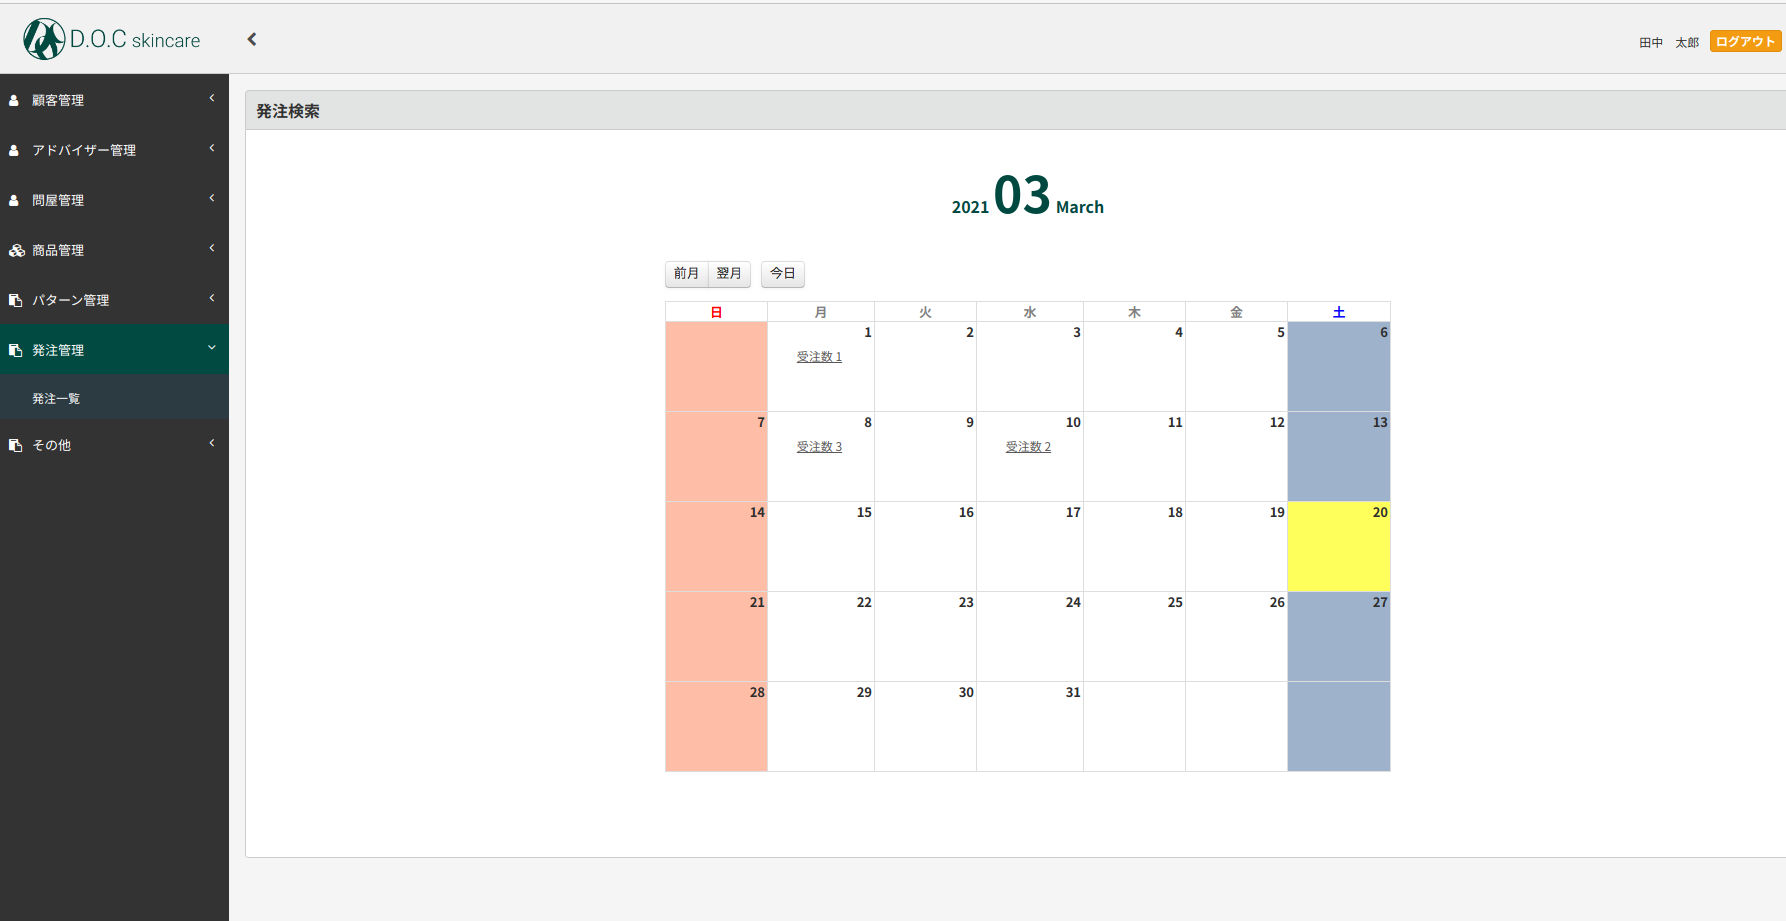 D.O.C skincare
田中 太郎 ログアウト
顧客管理
アドバイザー管理
問屋管理
商品管理
パターン管理
発注管理
発注一覧
その他
発注検索
2021 03 March
前月 翌月 今日
日 月 火 水 木 金 土
1 2 3 4 5 6
受注数 1
7 8 9 10 11 12 13
受注数 3 受注数 2
14 15 16 17 18 19 20
21 22 23 24 25 26 27
28 29 30 31